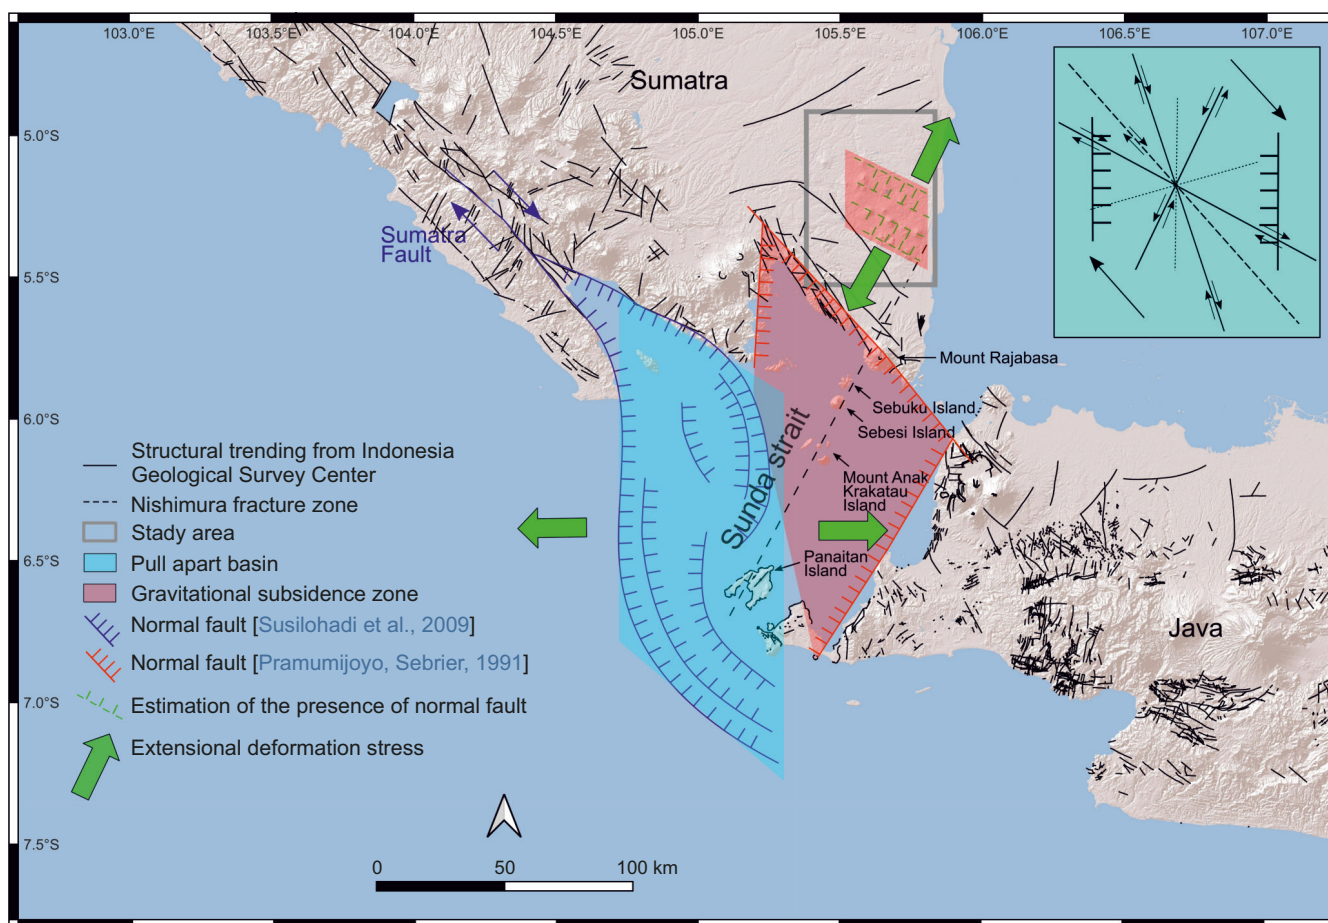 103.0°E
103.5°E
104.0°E
104.5°E
105.0°E
105.5°E
106.0°E
106.5°E
107.0°E
5.0°S
5.5°S
6.0°S
6.5°S
7.0°S
7.5°S
Sumatra
Sumatra
Fault
Mount Rajabasa
Sebuku Island
Sebesi Island
Mount Anak
Krakatau
Island
Sunda strait
Panaitan
Island
Java
Structural trending from Indonesia
Geological Survey Center
Nishimura fracture zone
Stady area
Pull apart basin
Gravitational subsidence zone
Normal fault [Susilohadi et al., 2009]
Normal fault [Pramumijoyo, Sebrier, 1991]
Estimation of the presence of normal fault
Extensional deformation stress
0 50 100 km